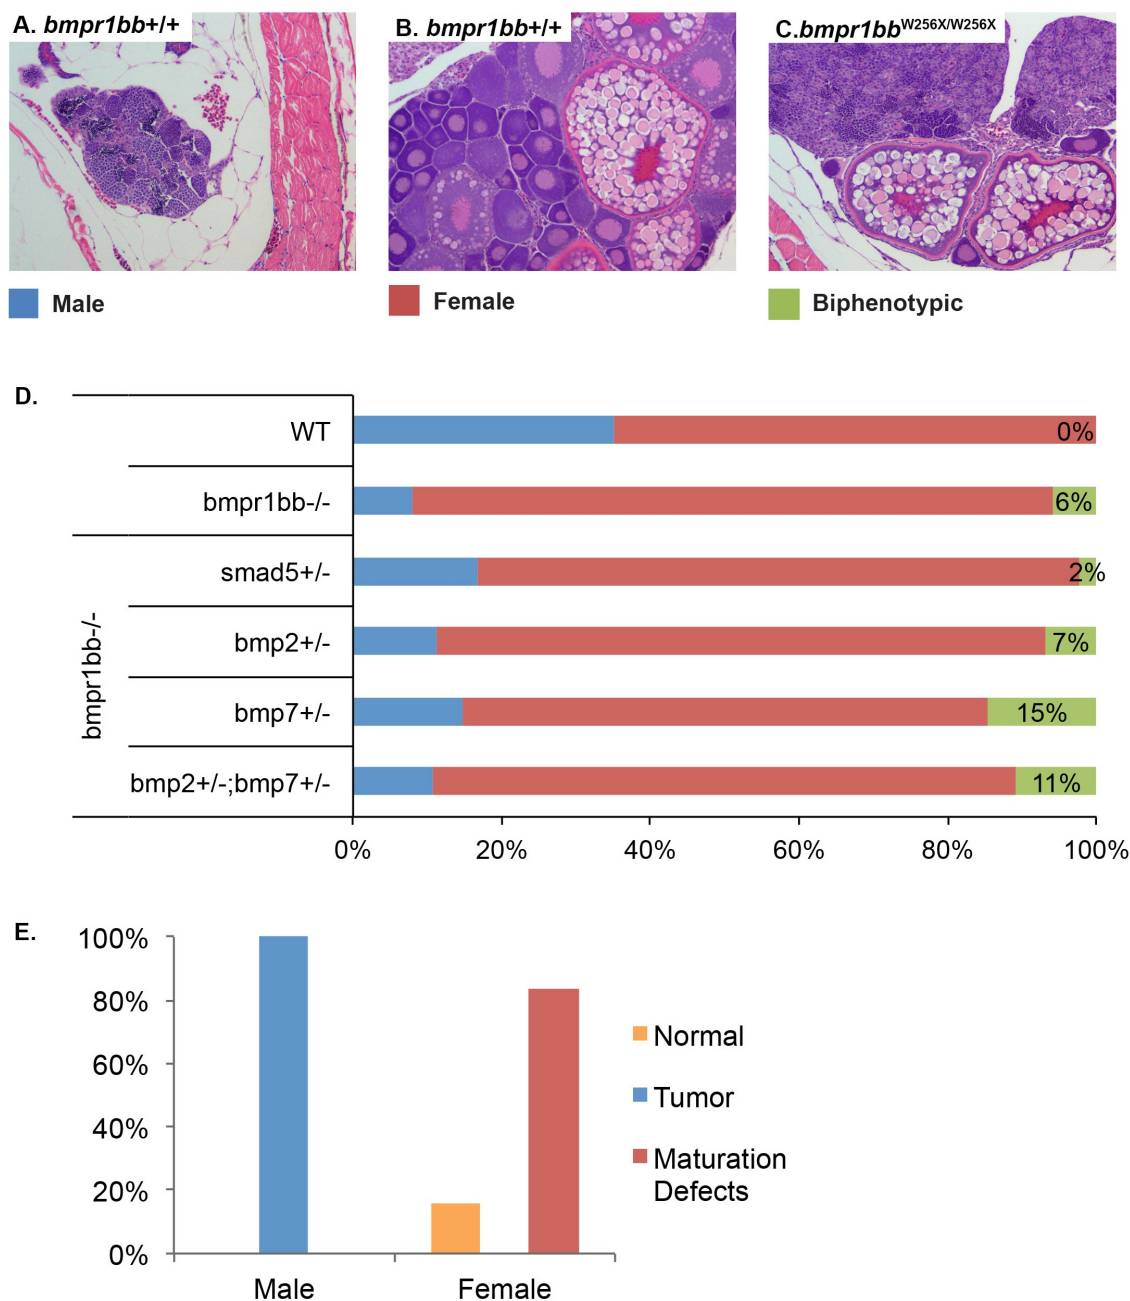 A. bmpr1bb+/+
B. bmpr1bb+/+
C.bmpr1bbW256X/W256X
Male
Female
Biphenotypic
D.
WT
0%
bmpr1bb-/-
6%
smad5+/-
2%
bmp2+/-
7%
bmp7+/-
15%
bmp2+/-;bmp7+/-
11%
bmpr1bb-/-
0%
20%
40%
60%
80%
100%
E.
100%
80%
60%
40%
20%
0%
Male
Female
Normal
Tumor
Maturation
Defects